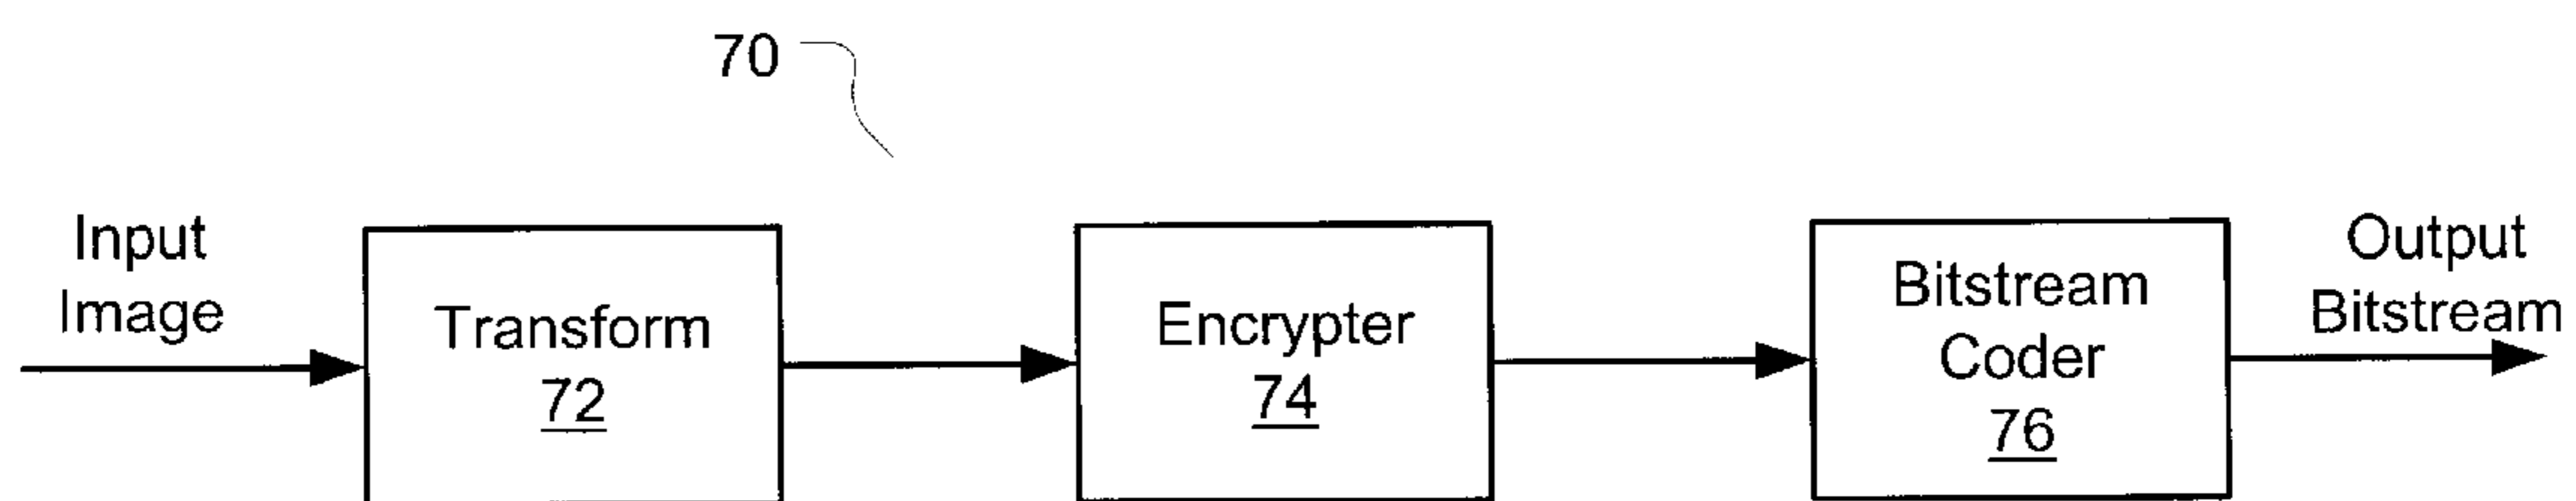 70
Input
Image
Transform
72
Encrypter
74
Bitstream
Coder
76
Output
Bitstream